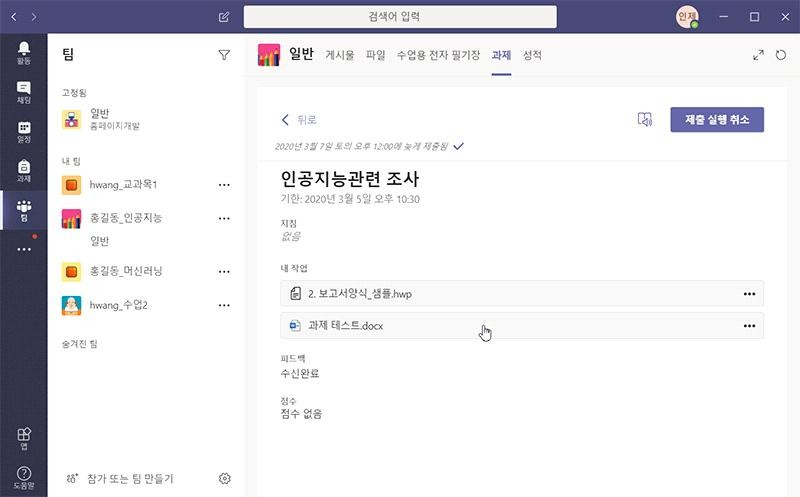 검색어 입력
인제
활동
채팅
일정
과제
팀
앱
도움말
팀
고정됨
일반
홈페이지개발
내 팀
hwang_교과목1
홍길동_인공지능
일반
홍길동_머신러닝
hwang_수업2
숨겨진 팀
참가 또는 팀 만들기
일반 게시물 파일 수업용 전자 필기장 과제 성적
뒤로
제출 실행 취소
2020년 3월 7일 토의 오후 12:00에 늦게 제출됨
인공지능관련 조사
기한: 2020년 3월 5일 오후 10:30
지침
없음
내 작업
2. 보고서양식_샘플.hwp
과제 테스트.docx
피드백
수신완료
점수
점수 없음